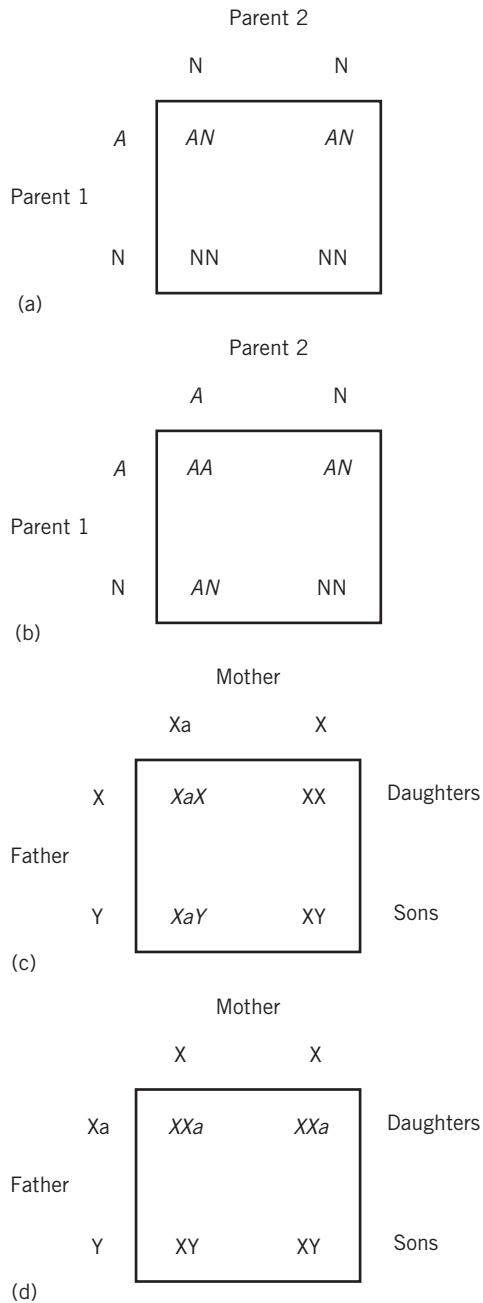 Parent 2
N N
A AN AN
Parent 1
N NN NN
(a)
Parent 2
A N
A AA AN
Parent 1
N AN NN
(b)
Mother
Xa X
X XaX XX Daughters
Father
Y XaY XY Sons
(c)
Mother
X X
Xa XXa XXa Daughters
Father
Y XY XY Sons
(d)